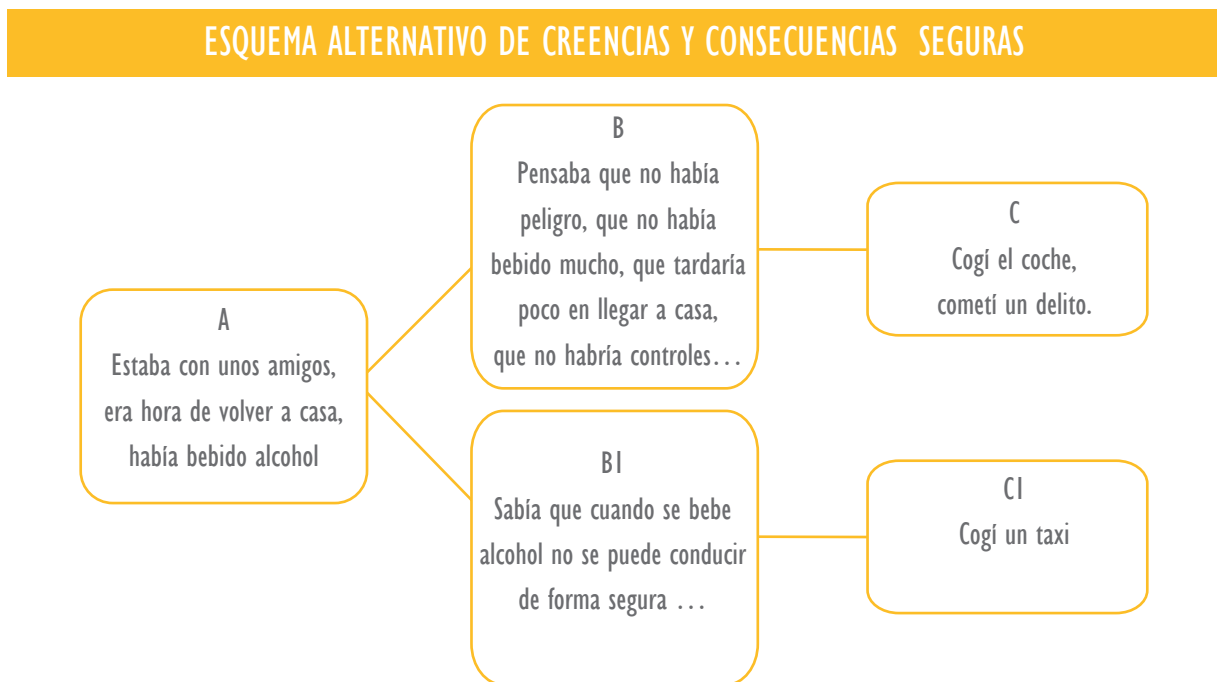 ESQUEMA ALTERNATIVO DE CREENCIAS Y CONSECUENCIAS SEGURAS
A
Estaba con unos amigos,
era hora de volver a casa,
había bebido alcohol
B
Pensaba que no había
peligro, que no había
bebido mucho, que tardaría
poco en llegar a casa,
que no habría controles…
C
Cogí el coche,
cometí un delito.
B1
Sabía que cuando se bebe
alcohol no se puede conducir
de forma segura …
C1
Cogí un taxi